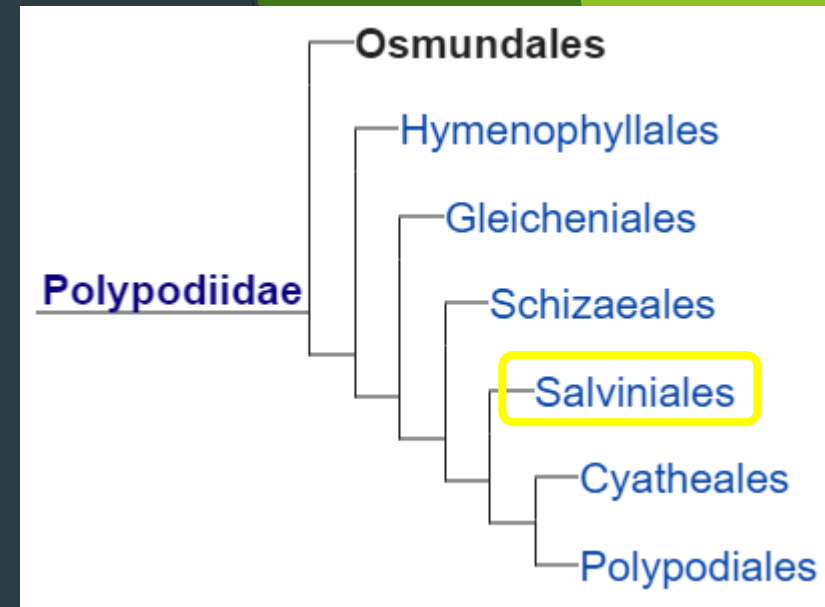 Osmundales
Hymenophyllales
Gleicheniales
Polypodiidae
Schizaeales
Salviniales
Cyatheales
Polypodiales